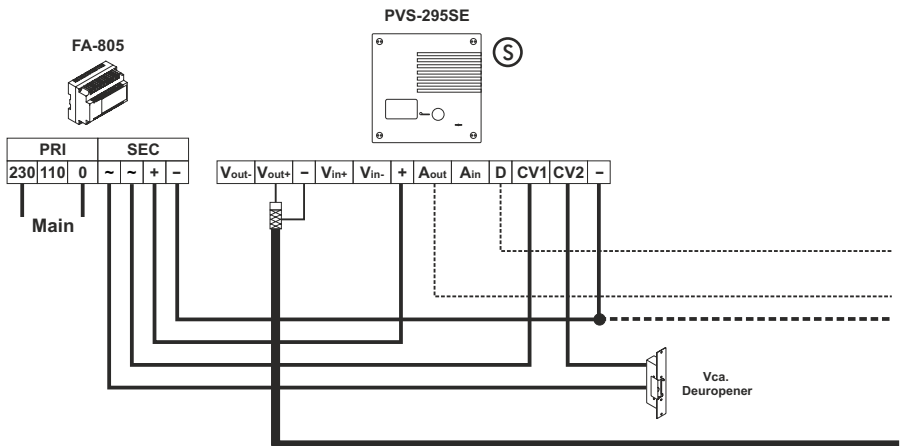 PVS-295SE
FA-805
S
PRI SEC
230 110 0 ~ ~ + –
Vout- Vout+ – Vin+ Vin- + Aout Ain D CV1 CV2 –
Main
Vca.
Deuropener